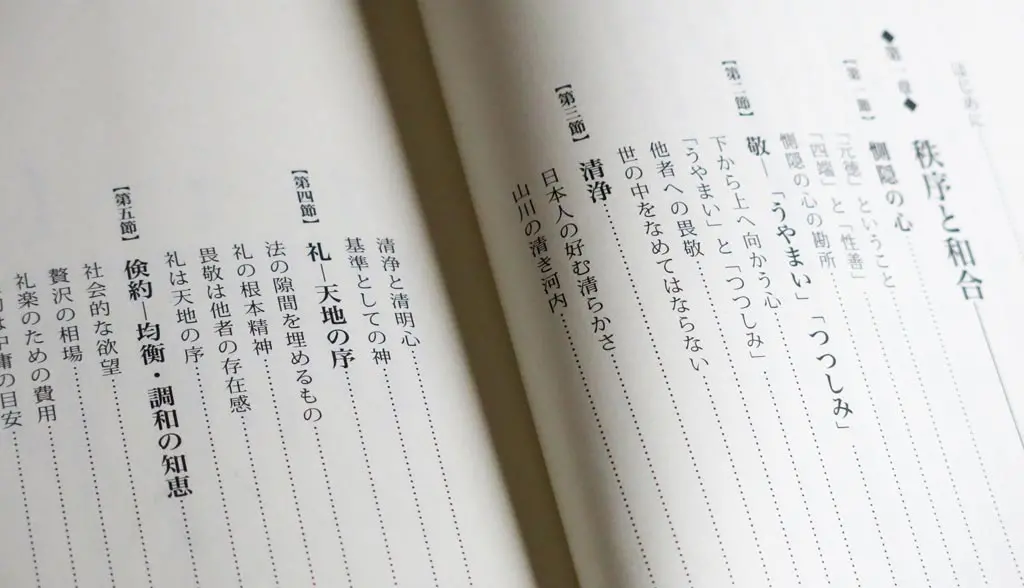 はじめに
◆第一章◆ 秩序と和合
【第一節】 惻隠の心
「元徳」ということ
「四端」と「性善」
惻隠の心の勘所
【第二節】 敬―「うやまい」「つつしみ」
下から上へ向かう心
「うやまい」と「つつしみ」
他者への畏敬
世の中をなめてはならない
【第三節】 清浄
日本人の好む清らかさ
山川の清き河内
清浄と清明心
基準としての神
【第四節】 礼―天地の序
法の隙間を埋めるもの
礼の根本精神
畏敬は他者の存在感
礼は天地の序
【第五節】 倹約―均衡・調和の知恵
社会的な欲望
贅沢の相場
礼楽のための費用
中庸の目安